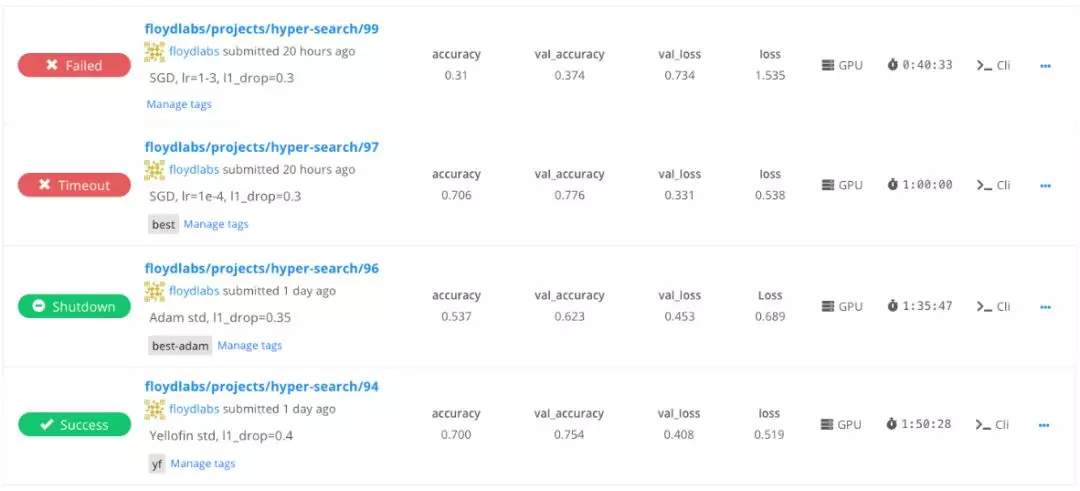 floydlabs/projects/hyper-search/99
Failed
floydlabs submitted 20 hours ago
SGD, lr=1-3, l1_drop=0.3
Manage tags
accuracy val_accuracy val_loss loss
0.31 0.374 0.734 1.535
GPU 0:40:33 >_ Cli
floydlabs/projects/hyper-search/97
Timeout
floydlabs submitted 20 hours ago
SGD, lr=1e-4, l1_drop=0.3
best Manage tags
accuracy val_accuracy val_loss loss
0.706 0.776 0.331 0.538
GPU 1:00:00 >_ Cli
floydlabs/projects/hyper-search/96
Shutdown
floydlabs submitted 1 day ago
Adam std, l1_drop=0.35
best-adam Manage tags
accuracy val_accuracy val_loss Loss
0.537 0.623 0.453 0.689
GPU 1:35:47 >_ Cli
floydlabs/projects/hyper-search/94
Success
floydlabs submitted 1 day ago
Yellofin std, l1_drop=0.4
yf Manage tags
accuracy val_accuracy val_loss loss
0.700 0.754 0.408 0.519
GPU 1:50:28 >_ Cli